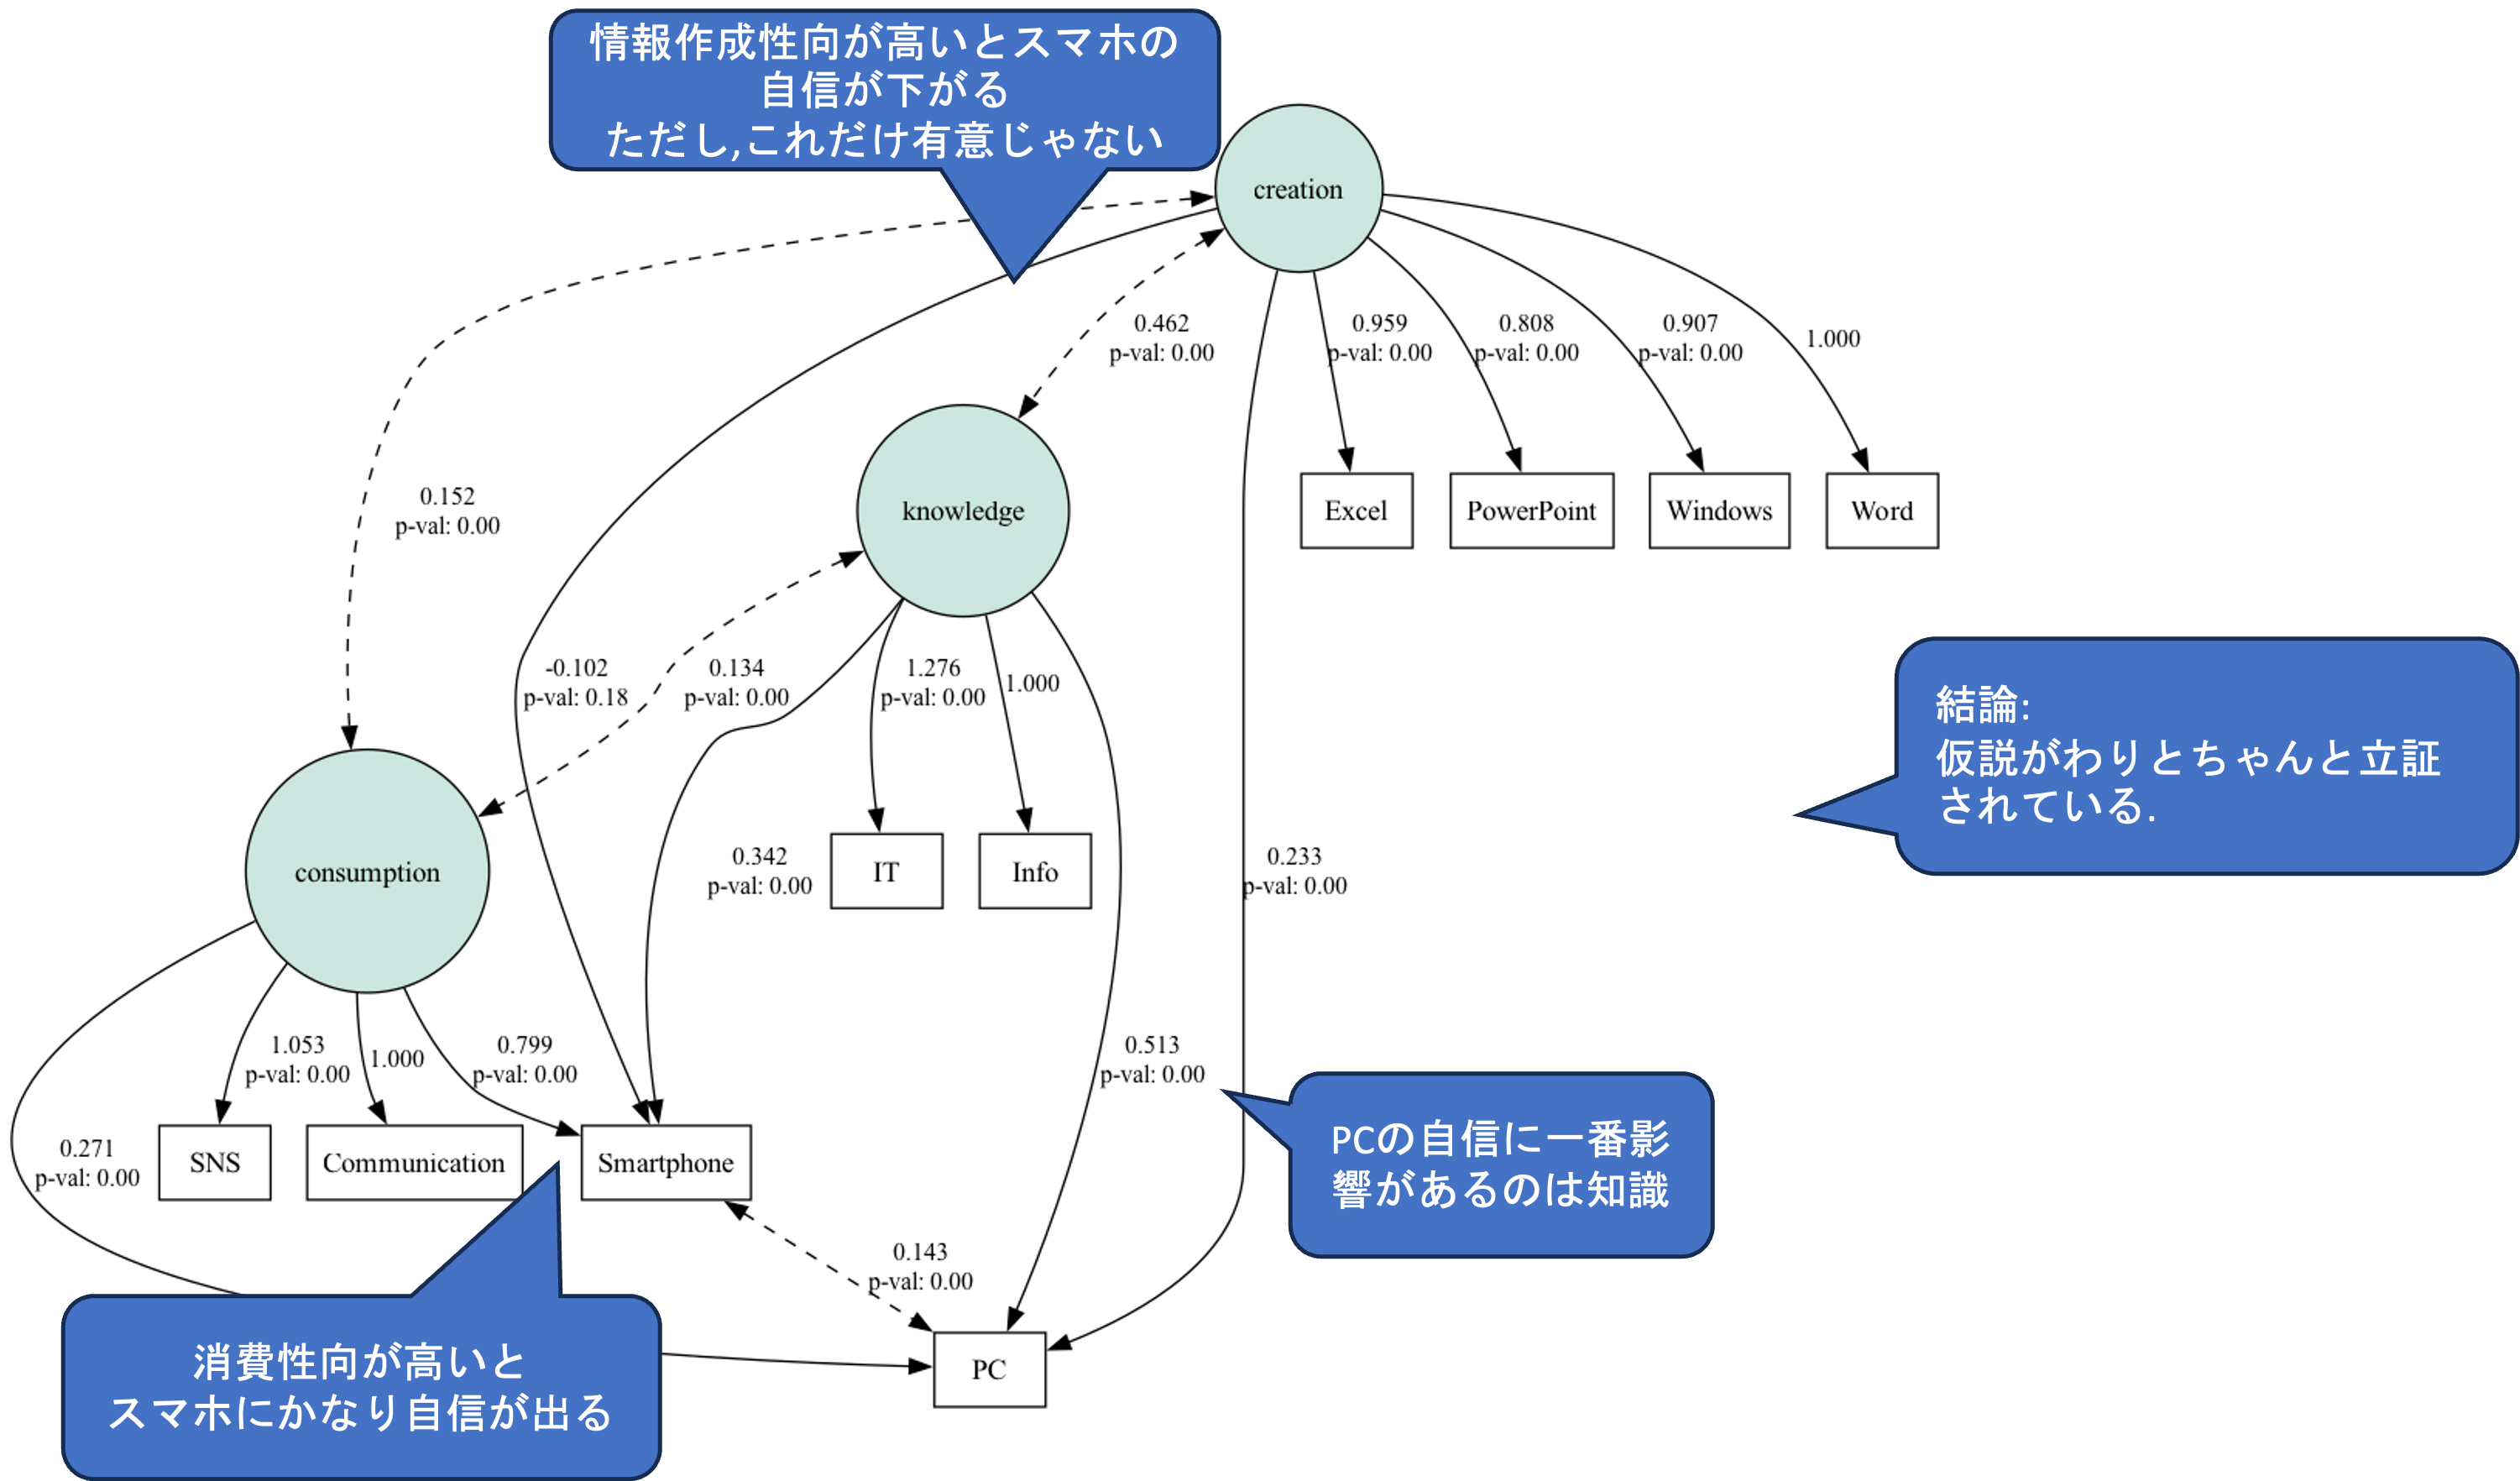 情報作成性向が高いとスマホの
自信が下がる
ただし,これだけ有意じゃない
creation
0.462
p-val: 0.00
0.959
p-val: 0.00
0.808
p-val: 0.00
0.907
p-val: 0.00
1.000
0.152
p-val: 0.00
knowledge
Excel
PowerPoint
Windows
Word
-0.102
p-val: 0.18
0.134
p-val: 0.00
1.276
p-val: 0.00
1.000
結論:
仮説がわりとちゃんと立証
されている.
consumption
0.342
p-val: 0.00
IT
Info
0.233
p-val: 0.00
1.053
p-val: 0.00
1.000
0.799
p-val: 0.00
0.513
p-val: 0.00
0.271
p-val: 0.00
SNS
Communication
Smartphone
PCの自信に一番影
響があるのは知識
0.143
p-val: 0.00
消費性向が高いと
スマホにかなり自信が出る
PC